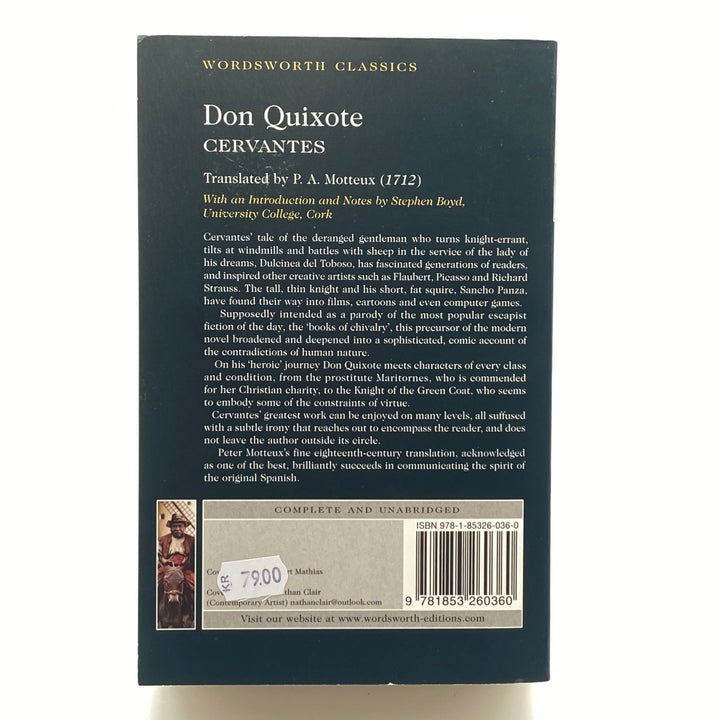 WORDSWORTH CLASSICS
Don Quixote
CERVANTES
Translated by P. A. Motteux (1712)
With an Introduction and Notes by Stephen Boyd,
University College, Cork
Cervantes' tale of the deranged gentleman who turns knight-errant,
tilts at windmills and battles with sheep in the service of the lady of
his dreams, Dulcinea del Toboso, has fascinated generations of readers,
and inspired other creative artists such as Flaubert, Picasso and Richard
Strauss. The tall, thin knight and his short, fat squire, Sancho Panza,
have found their way into films, cartoons and even computer games.
Supposedly intended as a parody of the most popular escapist
fiction of the day, the 'books of chivalry', this precursor of the modern
novel broadened and deepened into a sophisticated, comic account of
the contradictions of human nature.
On his 'heroic' journey Don Quixote meets characters of every class
and condition, from the prostitute Maritornes, who is commended
for her Christian charity, to the Knight of the Green Coat, who seems
to embody some of the constraints of virtue.
Cervantes' greatest work can be enjoyed on many levels, all suffused
with a subtle irony that reaches out to encompass the reader, and does
not leave the author outside its circle.
Peter Motteux's fine eighteenth-century translation, acknowledged
as one of the best, brilliantly succeeds in communicating the spirit of
the original Spanish.
COMPLETE AND UNABRIDGED
ISBN 978-1-85326-036-0
Mathias
KR 79.00
Clair
(Contemporary Artist) nathanclair@outlook.com
9 781853 260360
Visit our website at www.wordsworth-editions.com